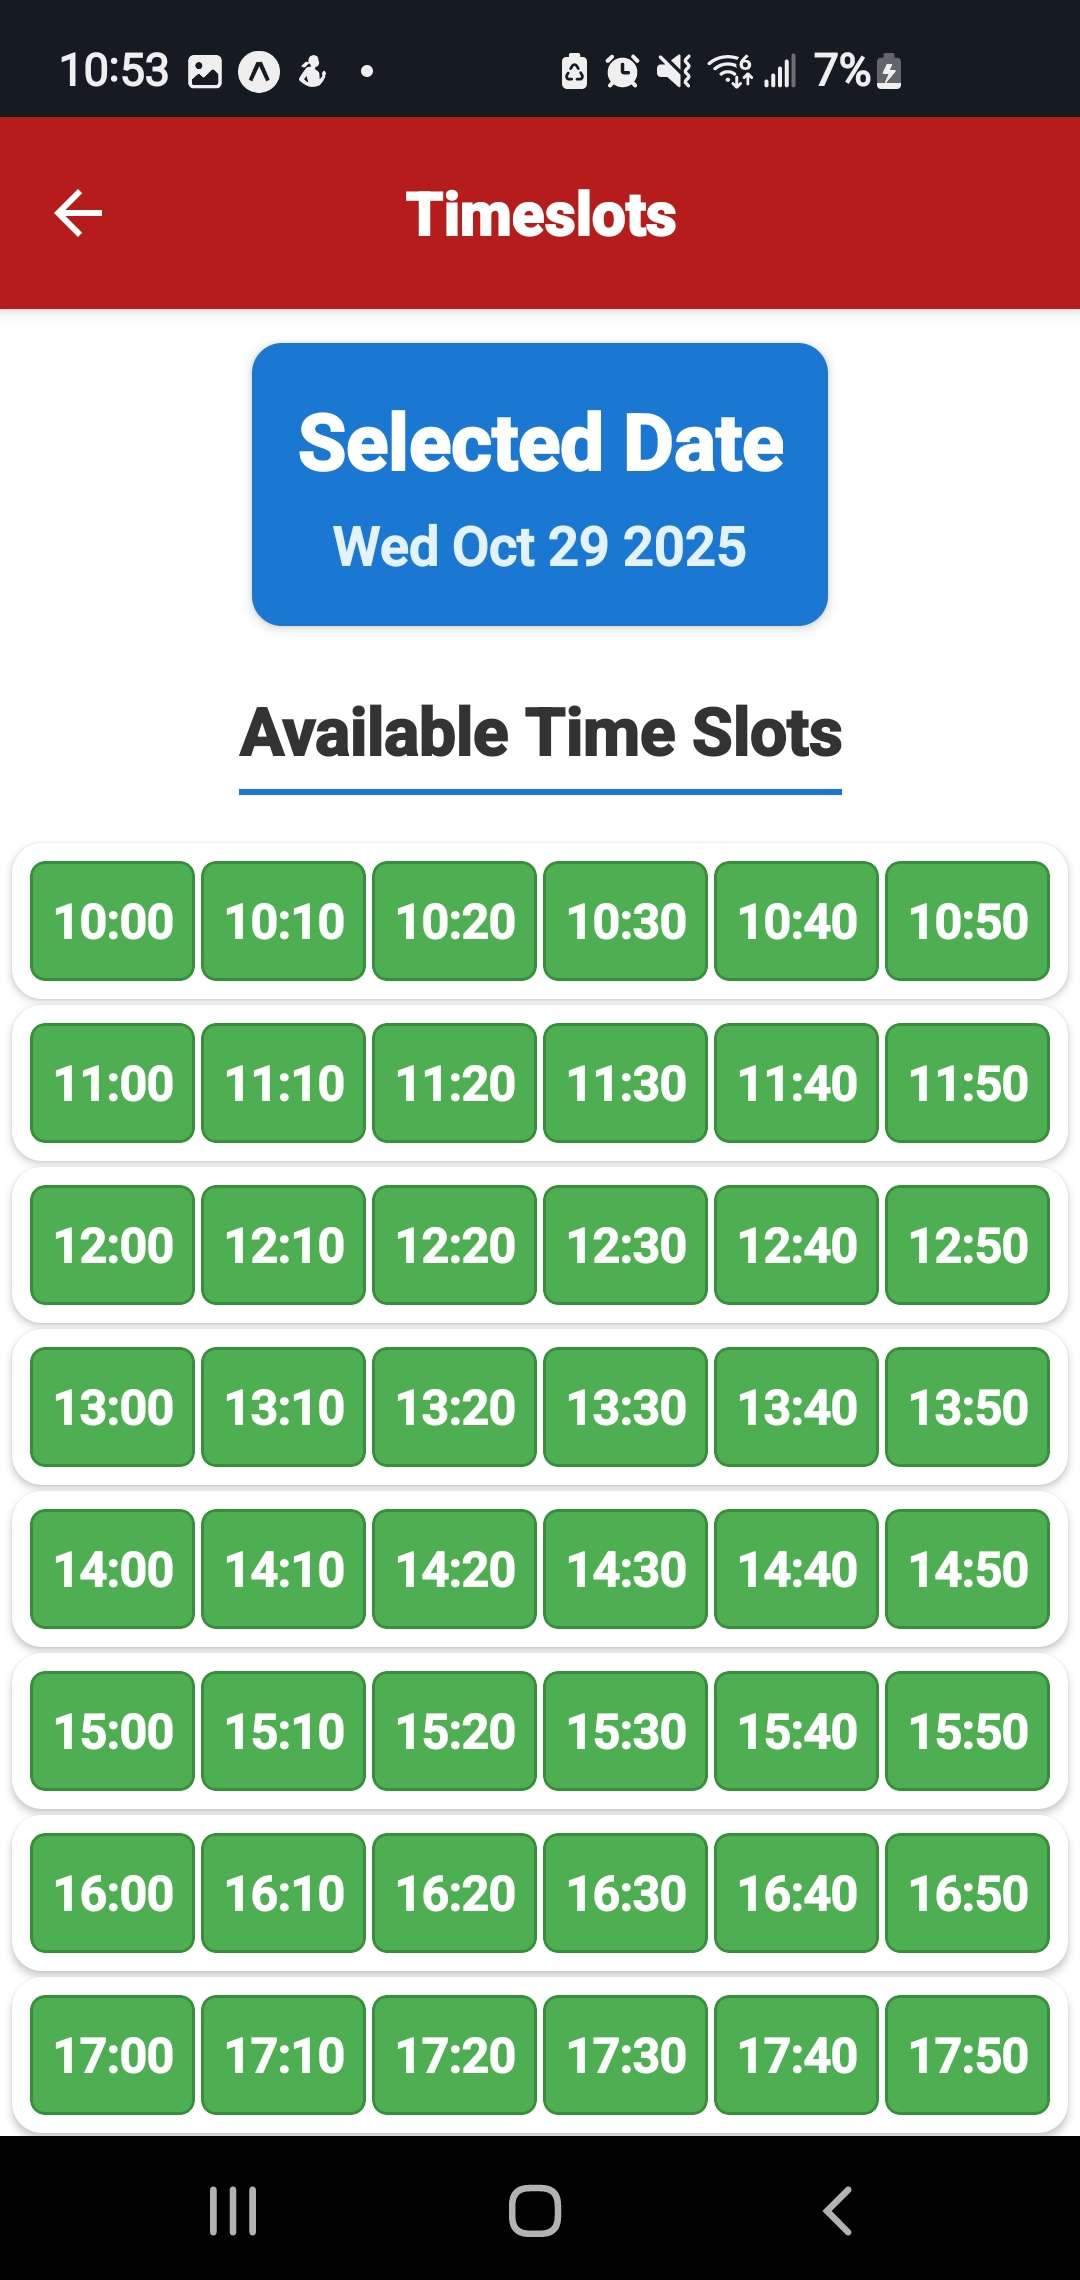 10:53 7%
Timeslots
Selected Date
Wed Oct 29 2025
Available Time Slots
10:00 10:10 10:20 10:30 10:40 10:50
11:00 11:10 11:20 11:30 11:40 11:50
12:00 12:10 12:20 12:30 12:40 12:50
13:00 13:10 13:20 13:30 13:40 13:50
14:00 14:10 14:20 14:30 14:40 14:50
15:00 15:10 15:20 15:30 15:40 15:50
16:00 16:10 16:20 16:30 16:40 16:50
17:00 17:10 17:20 17:30 17:40 17:50